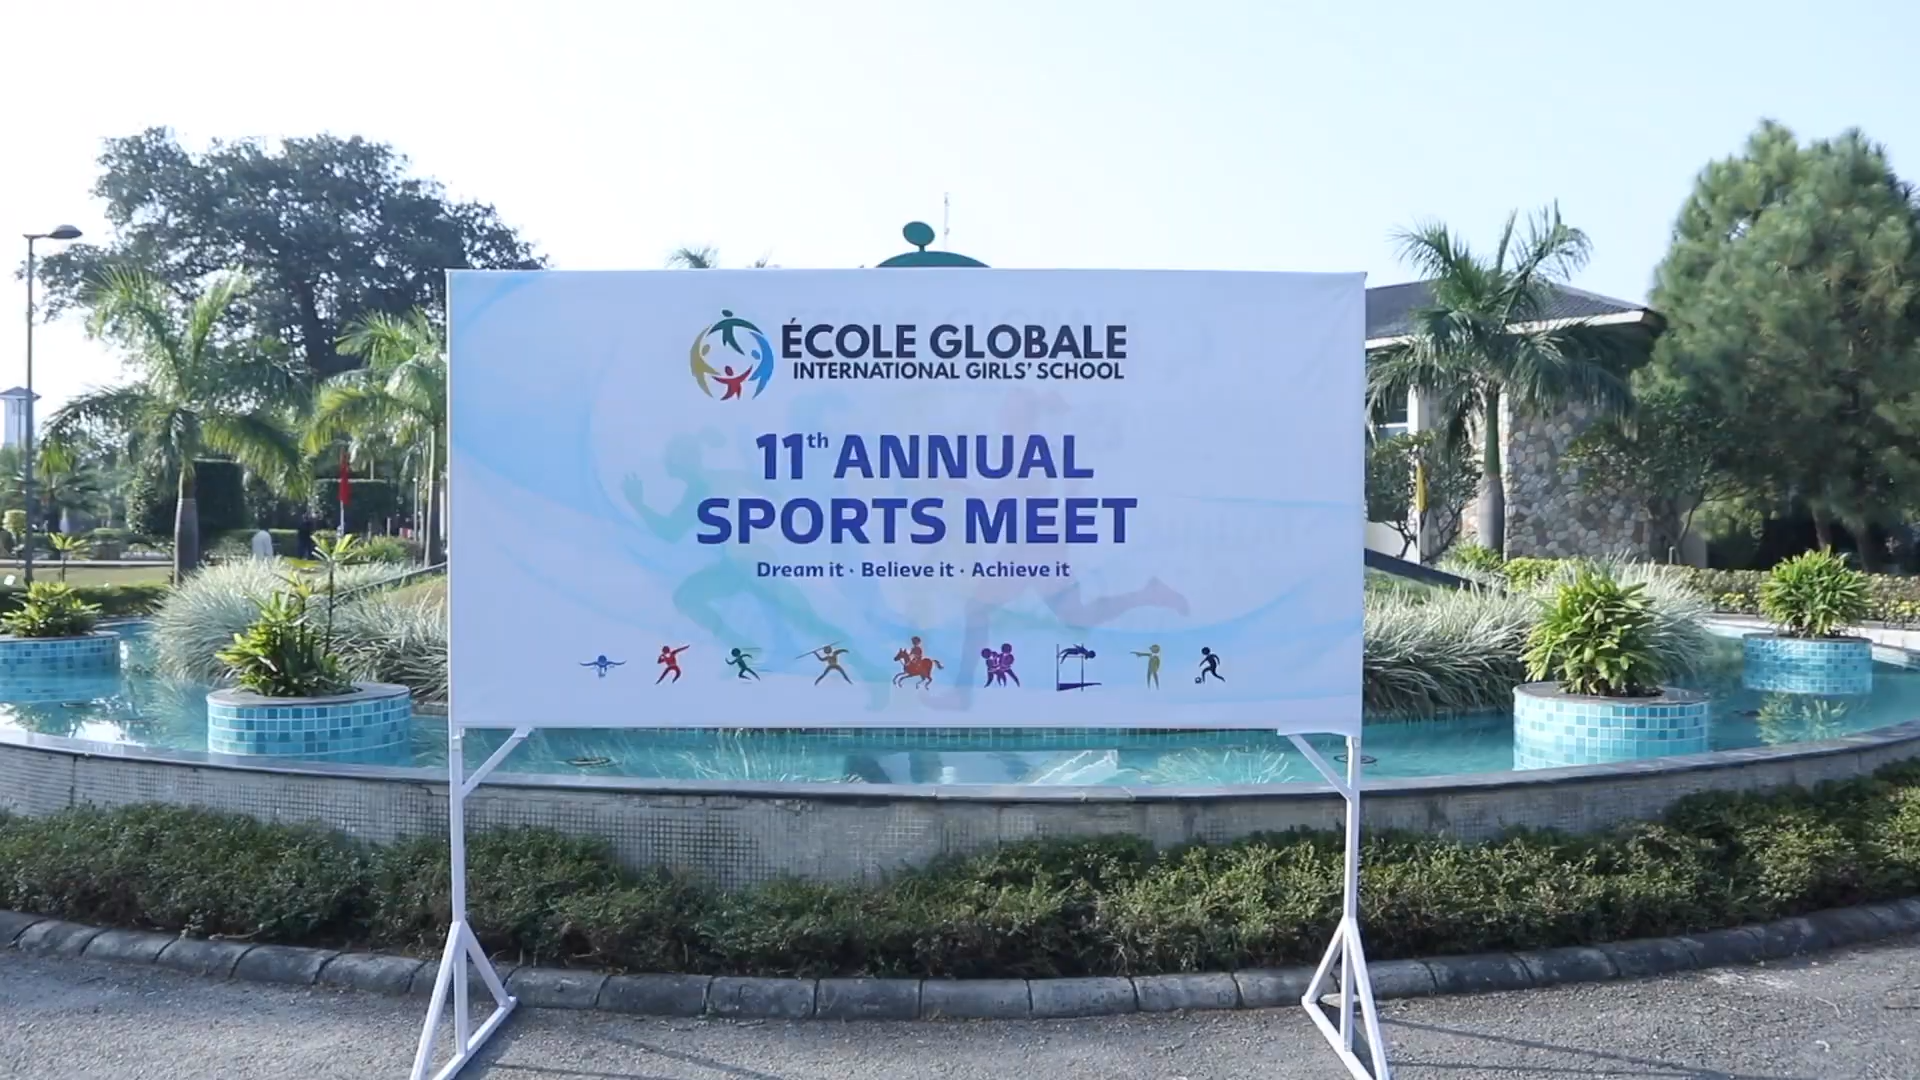 ÉCOLE GLOBALE
INTERNATIONAL GIRLS' SCHOOL
11th ANNUAL
SPORTS MEET
Dream it · Believe it · Achieve it